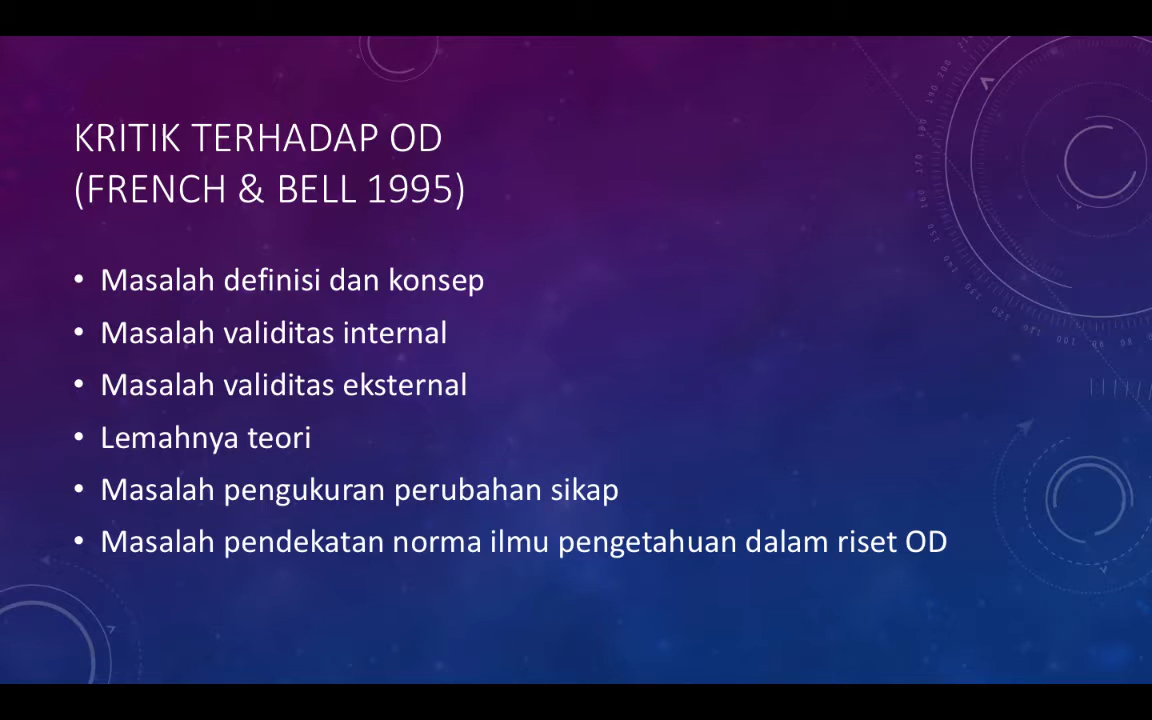 KRITIK TERHADAP OD
(FRENCH & BELL 1995)
• Masalah definisi dan konsep
• Masalah validitas internal
• Masalah validitas eksternal
• Lemahnya teori
• Masalah pengukuran perubahan sikap
• Masalah pendekatan norma ilmu pengetahuan dalam riset OD